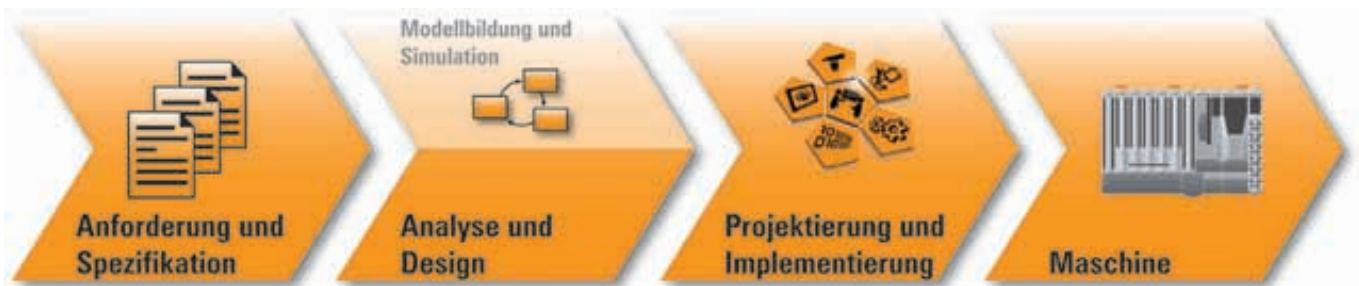 Anforderung und
Spezifikation
Modellbildung und
Simulation
Analyse und
Design
Projektierung und
Implementierung
Maschine